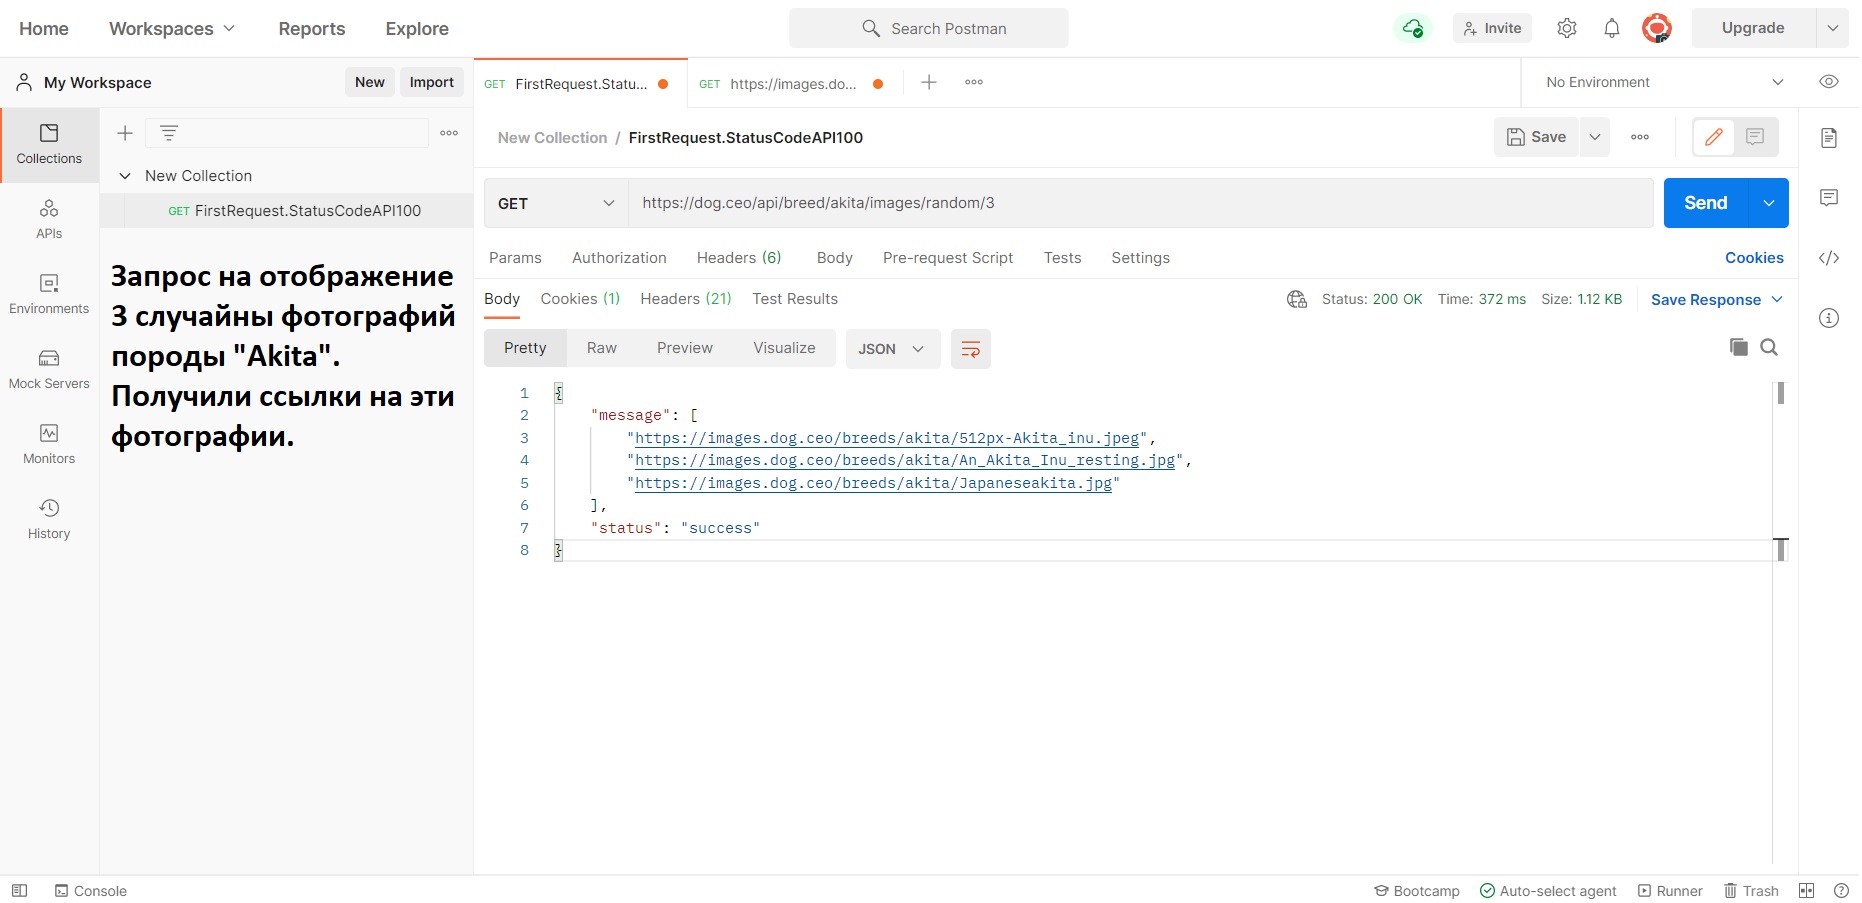 Home Workspaces Reports Explore Search Postman Invite Upgrade
My Workspace New Import GET FirstRequest.Statu... GET https://images.do... No Environment
New Collection / FirstRequest.StatusCodeAPI100 Save
Collections
New Collection
GET FirstRequest.StatusCodeAPI100
APIs
Environments
Mock Servers
Monitors
History
Запрос на отображение
3 случайны фотографий
породы "Akita".
Получили ссылки на эти
фотографии.
GET https://dog.ceo/api/breed/akita/images/random/3 Send
Params Authorization Headers (6) Body Pre-request Script Tests Settings Cookies
Body Cookies (1) Headers (21) Test Results Status: 200 OK Time: 372 ms Size: 1.12 KB Save Response
Pretty Raw Preview Visualize JSON
1 {
2 "message": [
3 "https://images.dog.ceo/breeds/akita/512px-Akita_inu.jpeg",
4 "https://images.dog.ceo/breeds/akita/An_Akita_Inu_resting.jpg",
5 "https://images.dog.ceo/breeds/akita/Japaneseakita.jpg"
6 ],
7 "status": "success"
8 }
Console Bootcamp Auto-select agent Runner Trash